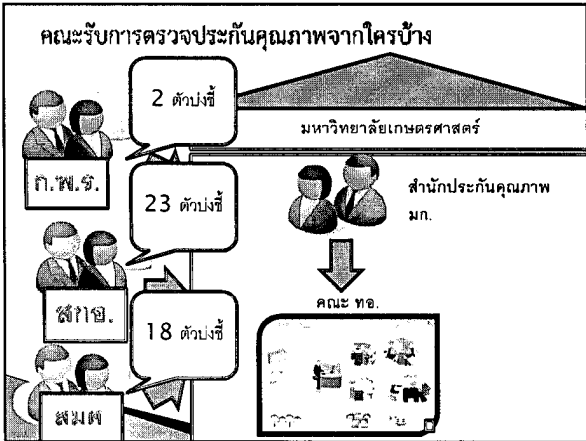 คณะรับการตรวจประกันคุณภาพจากใครบ้าง
2 ตัวบ่งชี้
ก.พ.ร.
23 ตัวบ่งชี้
สกอ.
18 ตัวบ่งชี้
สมศ
มหาวิทยาลัยเกษตรศาสตร์
สำนักประกันคุณภาพ
มก.
คณะ ทอ.